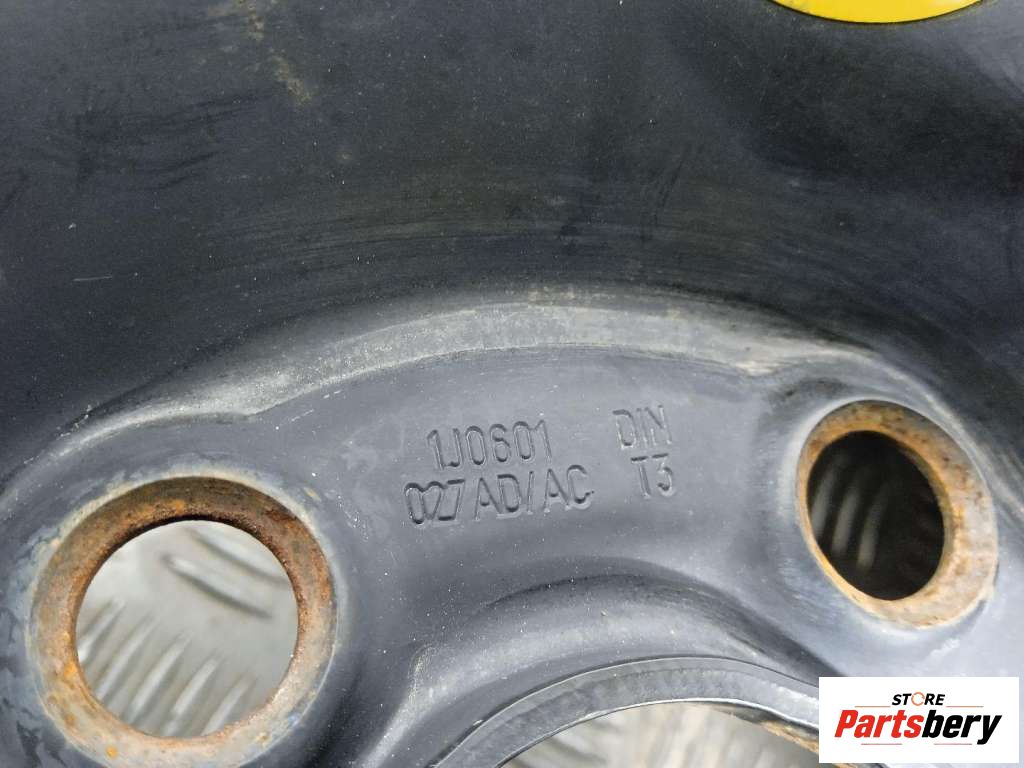 1J0601 DIN
027AD/AC T3
STORE
Partsbery